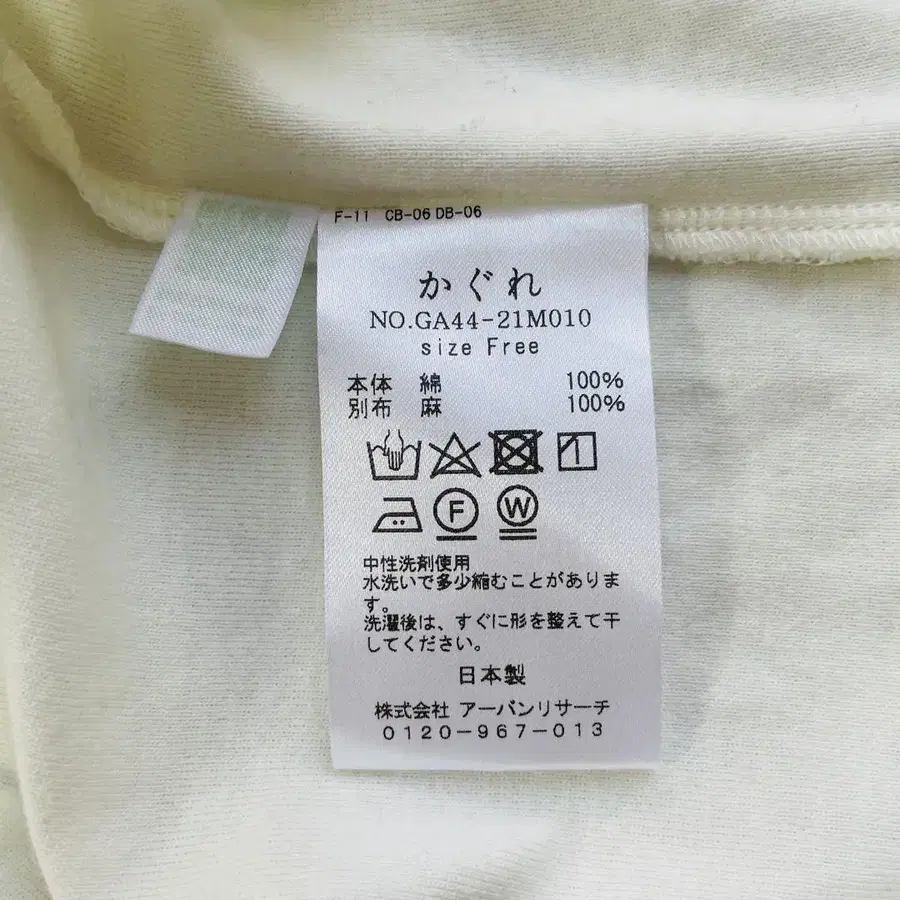 F-11 CB-06 DB-06
かぐれ
NO.GA44-21M010
size Free
本体 綿 100%
別布 麻 100%
F W
中性洗剤使用
水洗いで多少縮むことがありま
す。
洗濯後は、すぐに形を整えて干
してください。
日本製
株式会社 アーバンリサーチ
0120-967-013